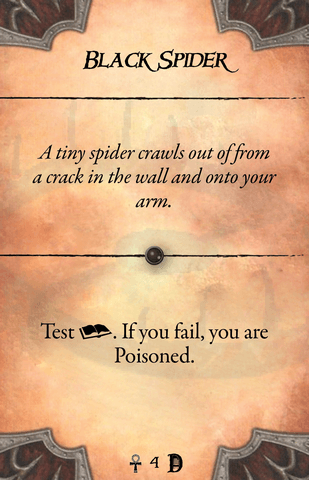 BLACK SPIDER
A tiny spider crawls out of from
a crack in the wall and onto your
arm.
Test . If you fail, you are
Poisoned.
☥ 4 D